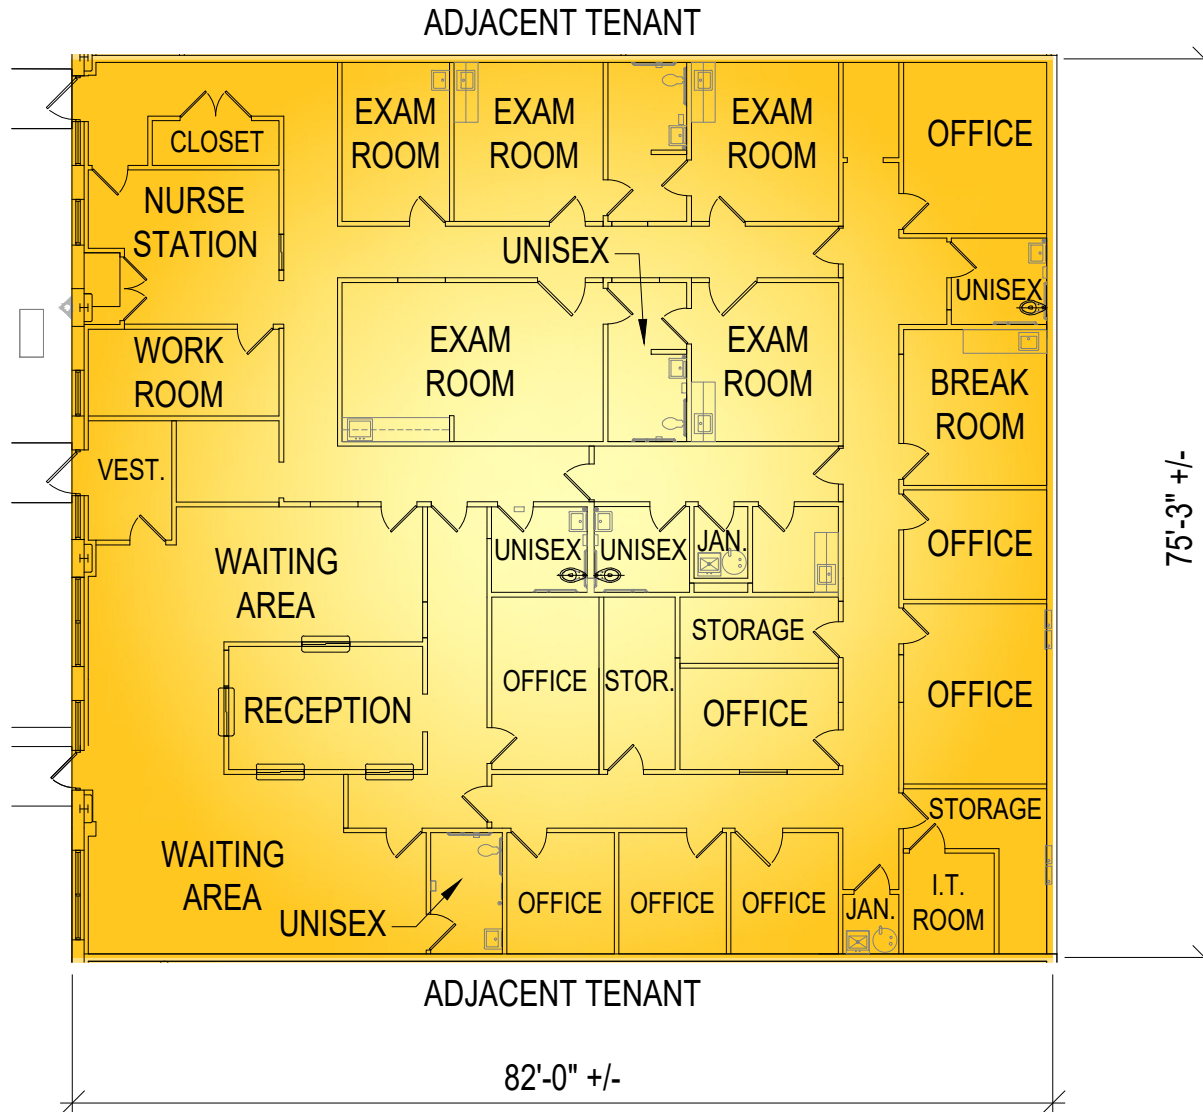 ADJACENT TENANT
EXAM
ROOM
EXAM
ROOM
EXAM
ROOM
OFFICE
CLOSET
NURSE
STATION
UNISEX
UNISEX
WORK
ROOM
EXAM
ROOM
EXAM
ROOM
BREAK
ROOM
VEST.
75'-3" +/-
WAITING
AREA
UNISEX
UNISEX
JAN.
OFFICE
STORAGE
RECEPTION
OFFICE
STOR.
OFFICE
OFFICE
STORAGE
WAITING
AREA
UNISEX
OFFICE
OFFICE
OFFICE
JAN.
I.T.
ROOM
ADJACENT TENANT
82'-0" +/-